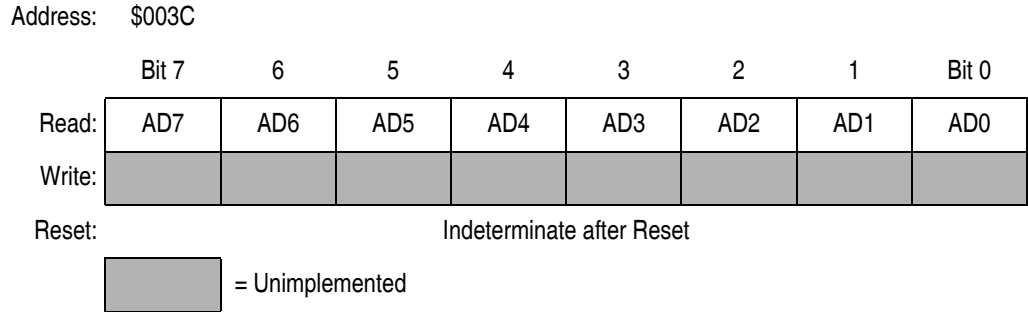 Address: $003C
Bit 7 6 5 4 3 2 1 Bit 0
Read: AD7 AD6 AD5 AD4 AD3 AD2 AD1 AD0
Write:
Reset: Indeterminate after Reset
= Unimplemented